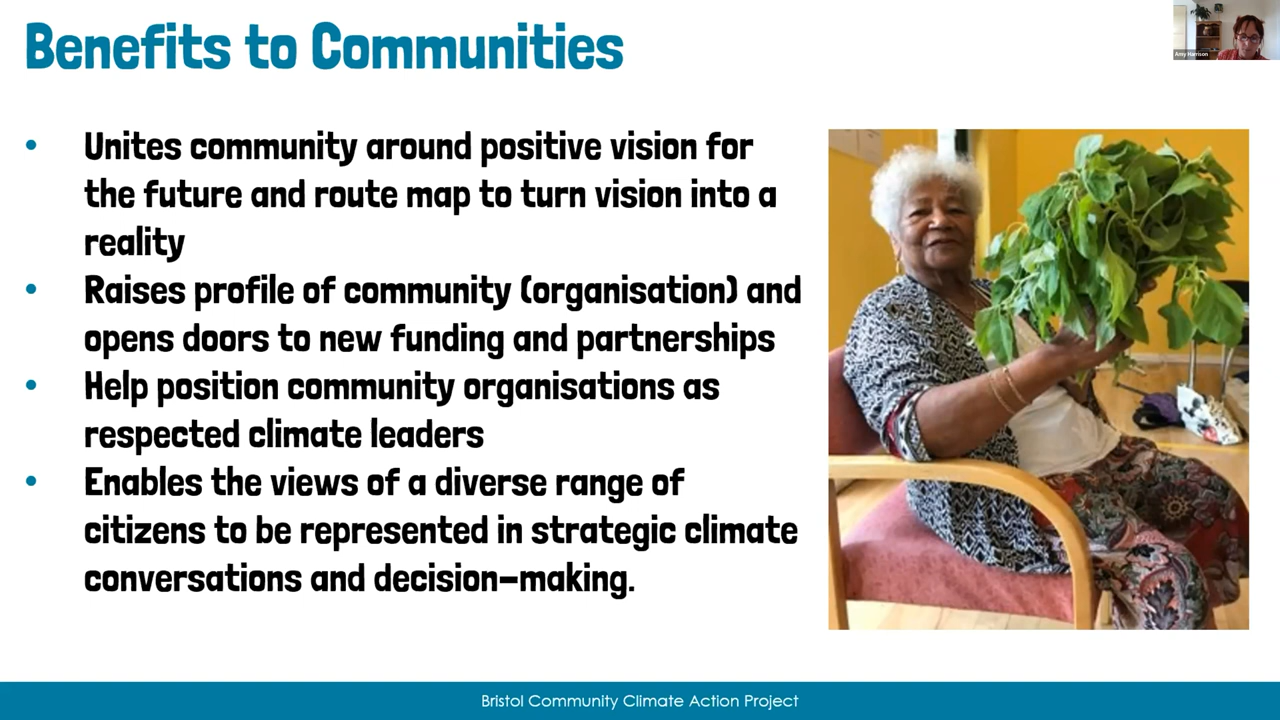 Benefits to Communities
Amy Harrison
• Unites community around positive vision for
the future and route map to turn vision into a
reality
• Raises profile of community (organisation) and
opens doors to new funding and partnerships
• Help position community organisations as
respected climate leaders
• Enables the views of a diverse range of
citizens to be represented in strategic climate
conversations and decision-making.
Bristol Community Climate Action Project